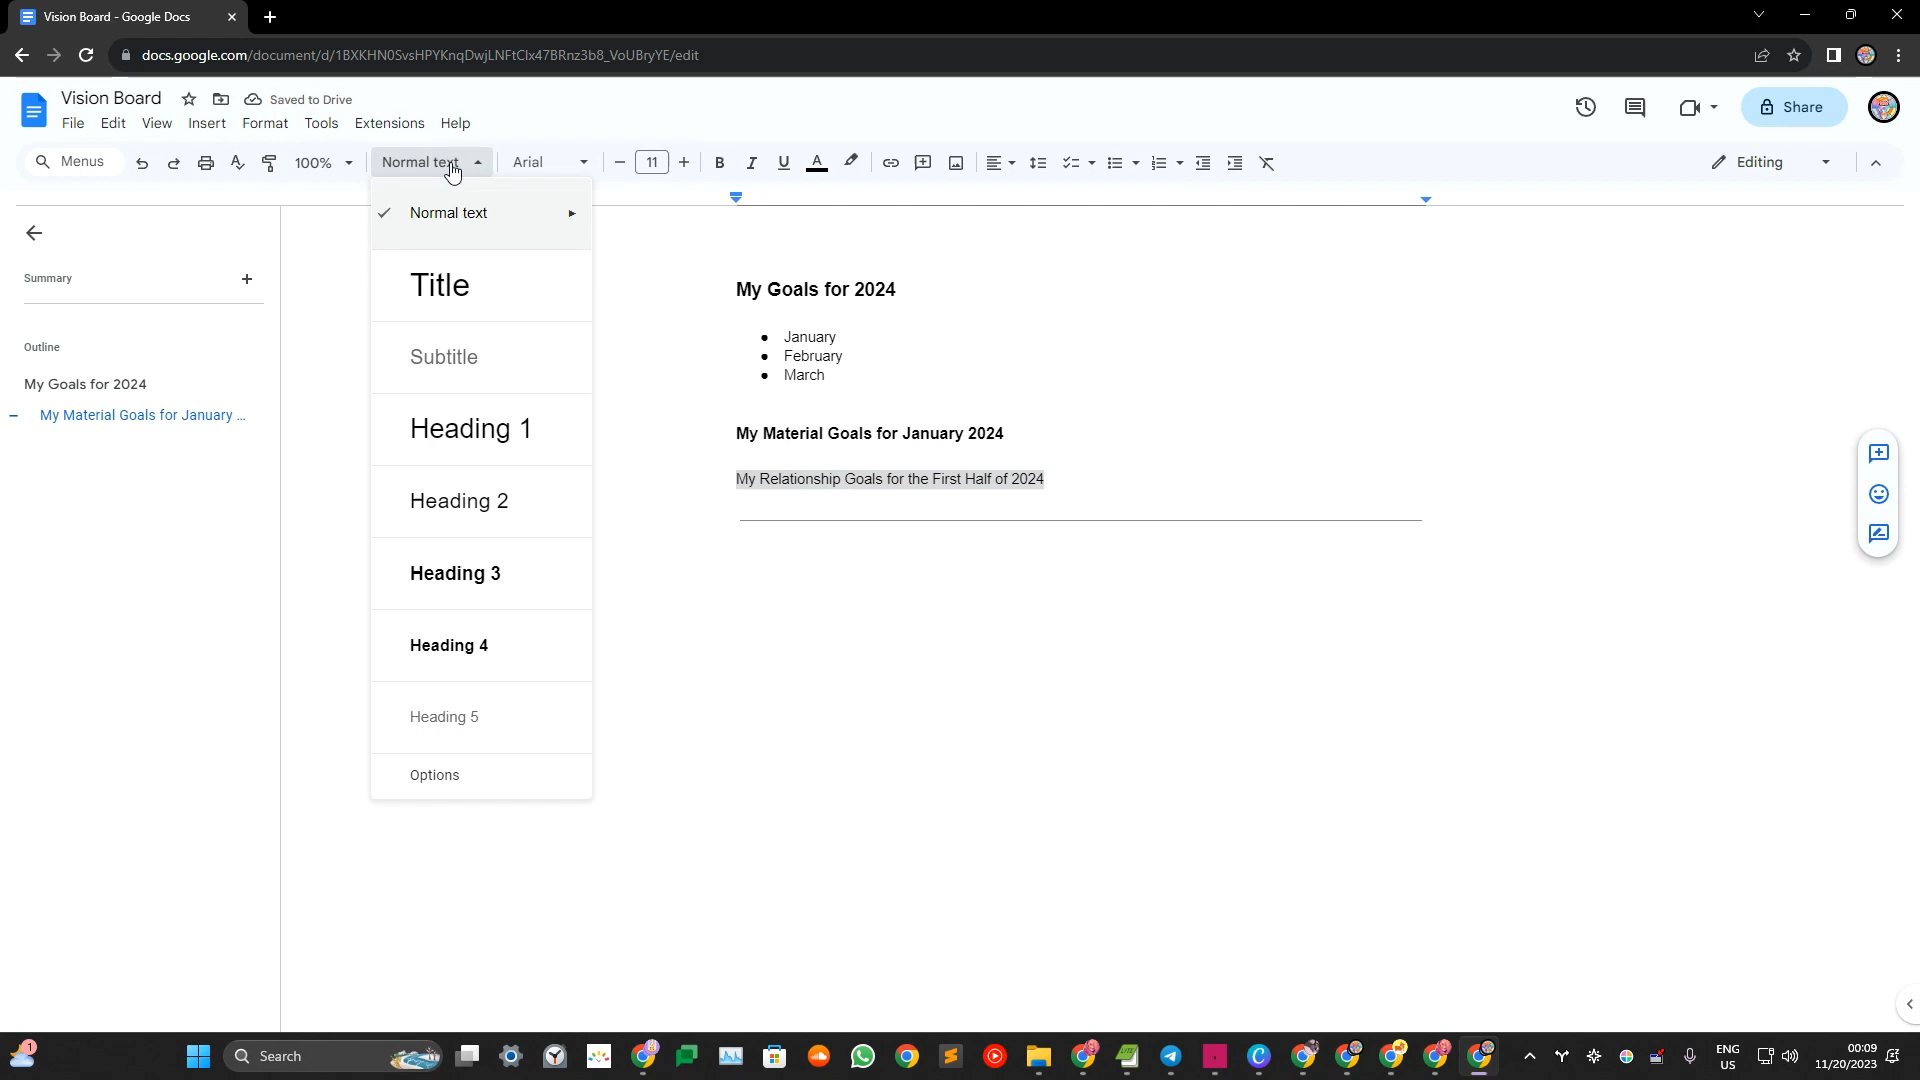 Vision Board - Google Docs
docs.google.com/document/d/1BXKHN0SvsHPYKnqDwjLNFtClx47BRnz3b8_VoUBryYE/edit
Vision Board Saved to Drive
File Edit View Insert Format Tools Extensions Help
Share
Menus 100% Normal text Arial 11 Editing
Normal text
Title
Subtitle
Heading 1
Heading 2
Heading 3
Heading 4
Heading 5
Options
Summary
Outline
My Goals for 2024
My Material Goals for January ...
My Goals for 2024
● January
● February
● March
My Material Goals for January 2024
My Relationship Goals for the First Half of 2024
1
Search
LITE
ENG
US
00:09
11/20/2023